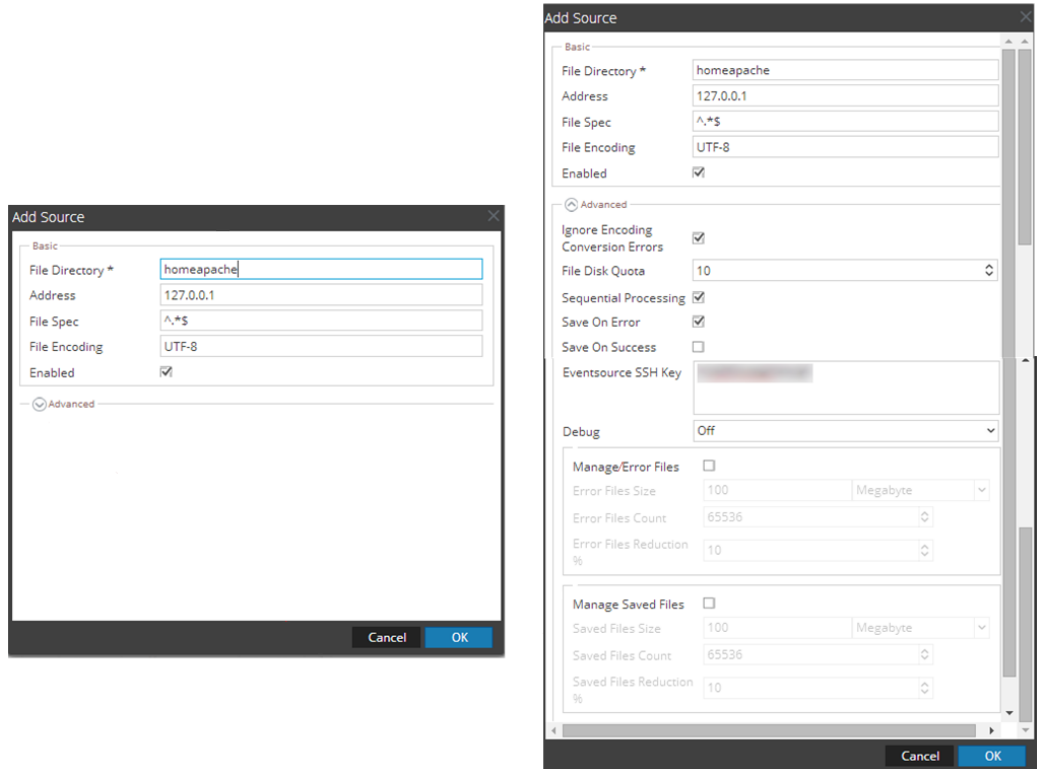 Add Source
Basic
File Directory * homeapache
Address 127.0.0.1
File Spec ^.*$
File Encoding UTF-8
Enabled
Advanced
Cancel OK
Add Source
Basic
File Directory * homeapache
Address 127.0.0.1
File Spec ^.*$
File Encoding UTF-8
Enabled
Advanced
Ignore Encoding
Conversion Errors
File Disk Quota 10
Sequential Processing
Save On Error
Save On Success
Eventsource SSH Key
Debug Off
Manage/Error Files
Error Files Size 100 Megabyte
Error Files Count 65536
Error Files Reduction
% 10
Manage Saved Files
Saved Files Size 100 Megabyte
Saved Files Count 65536
Saved Files Reduction
% 10
Cancel OK